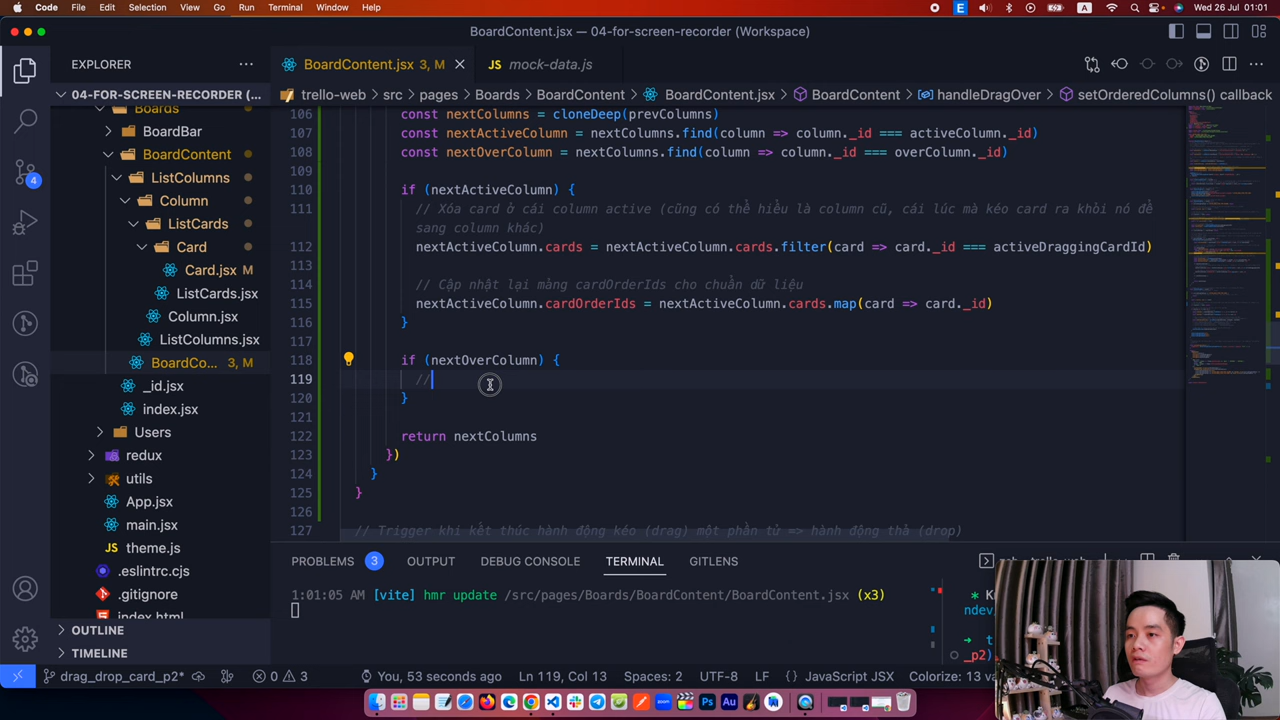 Code File Edit Selection View Go Run Terminal Window Help
E A Wed 26 Jul 01:01
BoardContent.jsx — 04-for-screen-recorder (Workspace)
EXPLORER
BoardContent.jsx 3, M
JS mock-data.js
04-FOR-SCREEN-RECORDER (...
trello-web > src > pages > Boards > BoardContent > BoardContent.jsx > BoardContent > handleDragOver > setOrderedColumns() callback
Boards
BoardBar
BoardContent
ListColumns
Column
ListCards
Card
Card.jsx M
ListCards.jsx
Column.jsx
ListColumns.jsx
BoardCo... 3, M
_id.jsx
index.jsx
Users
redux
utils
App.jsx
main.jsx
JS theme.js
.eslintrc.cjs
.gitignore
index.html
OUTLINE
TIMELINE
4
106 const nextColumns = cloneDeep(prevColumns)
107 const nextActiveColumn = nextColumns.find(column => column._id === activeColumn._id)
108 const nextOverColumn = nextColumns.find(column => column._id === overColumn._id)
109
110 if (nextActiveColumn) {
111 // Xóa card ở cái column active (cũng có thể hiểu là column cũ, cái lúc mà kéo card ra khỏi nó để
sang column khác)
112 nextActiveColumn.cards = nextActiveColumn.cards.filter(card => card._id === activeDraggingCardId)
113
114 // Cập nhật lại mảng cardOrderIds cho chuẩn dữ liệu
115 nextActiveColumn.cardOrderIds = nextActiveColumn.cards.map(card => card._id)
116 }
117
118 if (nextOverColumn) {
119 //
120 }
121
122 return nextColumns
123 })
124 }
125 }
126
127 // Trigger khi kết thúc hành động kéo (drag) một phần tử => hành động thả (drop)
PROBLEMS 3 OUTPUT DEBUG CONSOLE TERMINAL GITLENS
1:01:05 AM [vite] hmr update /src/pages/Boards/BoardContent/BoardContent.jsx (x3)
ndev
_p2)
drag_drop_card_p2* 0 3 You, 53 seconds ago Ln 119, Col 13 Spaces: 2 UTF-8 LF {} JavaScript JSX Colorize: 13 va